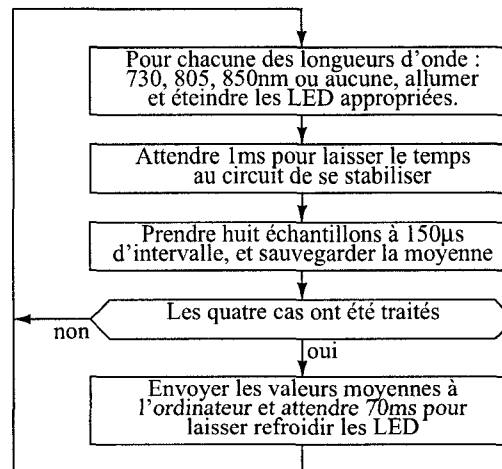 Pour chacune des longueurs d'onde :
730, 805, 850nm ou aucune, allumer
et éteindre les LED appropriées.
Attendre 1ms pour laisser le temps
au circuit de se stabiliser
Prendre huit échantillons à 150μs
d'intervalle, et sauvegarder la moyenne
Les quatre cas ont été traités
non
oui
Envoyer les valeurs moyennes à
l'ordinateur et attendre 70ms pour
laisser refroidir les LED